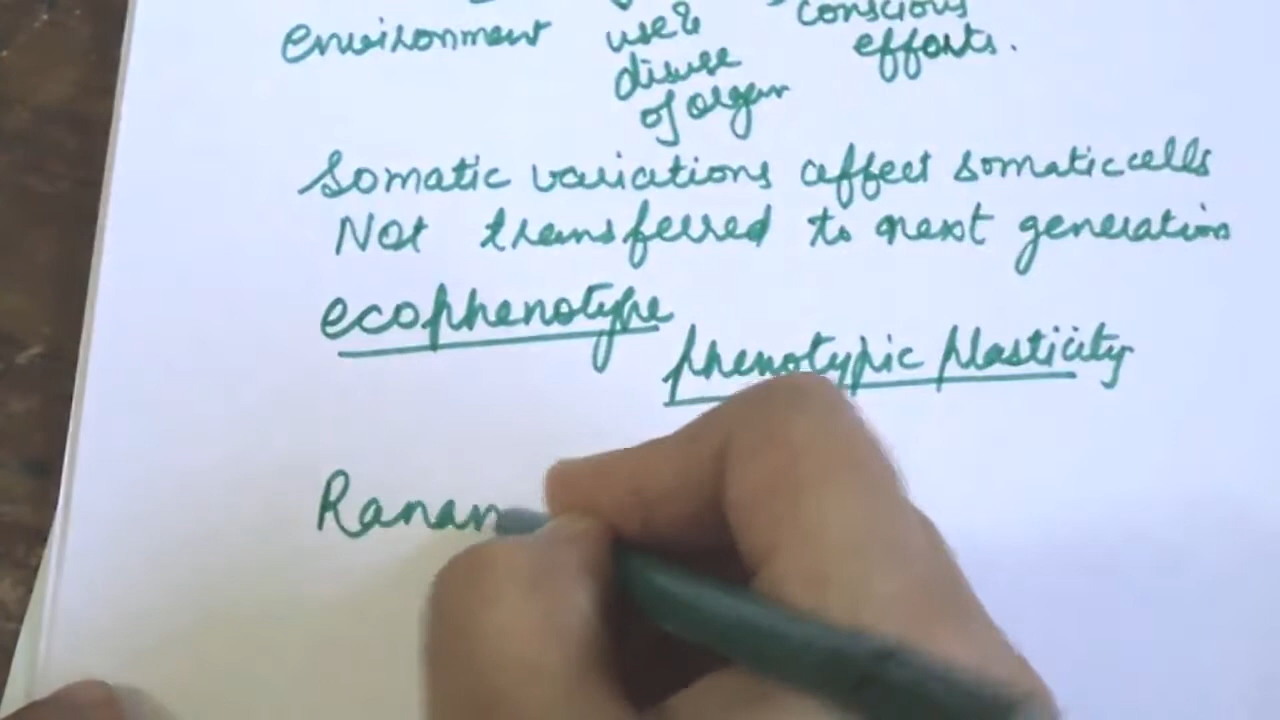 environment use & conscious
disuse efforts.
of organ
Somatic variations affect somatic cells
Not transferred to next generation
ecophenotype
phenotypic plasticity
Ranan